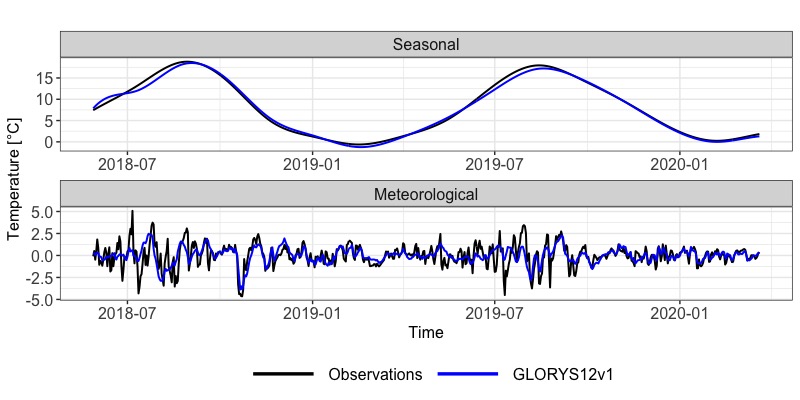 Seasonal
15
10
5
0
2018-07 2019-01 2019-07 2020-01
Temperature [°C]
Meteorological
5.0
2.5
0.0
-2.5
-5.0
2018-07 2019-01 2019-07 2020-01
Time
Observations GLORYS12v1